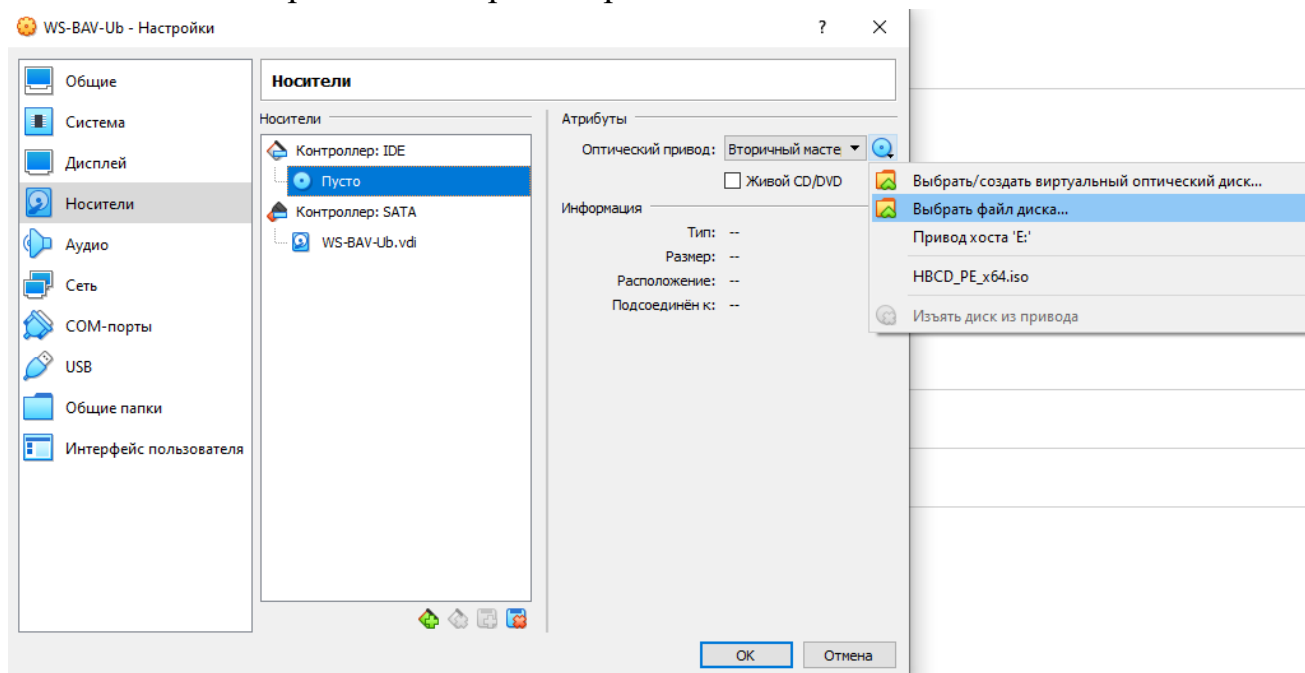 WS-BAV-Ub - Настройки
?
Общие
Система
Дисплей
Носители
Аудио
Сеть
COM-порты
USB
Общие папки
Интерфейс пользователя
Носители
Носители
Контроллер: IDE
Пусто
Контроллер: SATA
WS-BAV-Ub.vdi
Атрибуты
Оптический привод: Вторичный масте
Живой CD/DVD
Информация
Тип: --
Размер: --
Расположение: --
Подсоединён к: --
Выбрать/создать виртуальный оптический диск...
Выбрать файл диска...
Привод хоста 'E:'
HBCD_PE_x64.iso
Изъять диск из привода
OK
Отмена